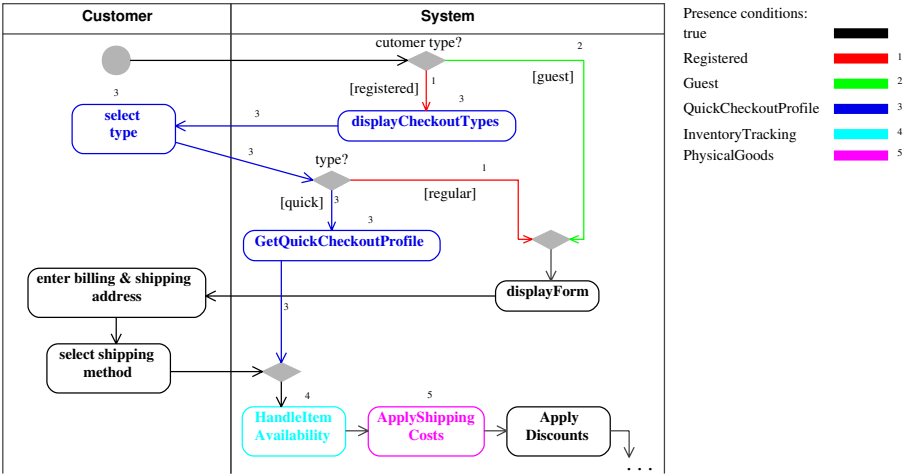 Customer
System
Presence conditions:
true
Registered 1
Guest 2
QuickCheckoutProfile 3
InventoryTracking 4
PhysicalGoods 5
cutomer type?
2
[guest]
1
[registered]
3
select
type
3
3
displayCheckoutTypes
3
type?
1
[quick] 3
[regular]
3
GetQuickCheckoutProfile
enter billing & shipping
address
displayForm
3
select shipping
method
4
HandleItem
Availability
5
ApplyShipping
Costs
Apply
Discounts
. . .